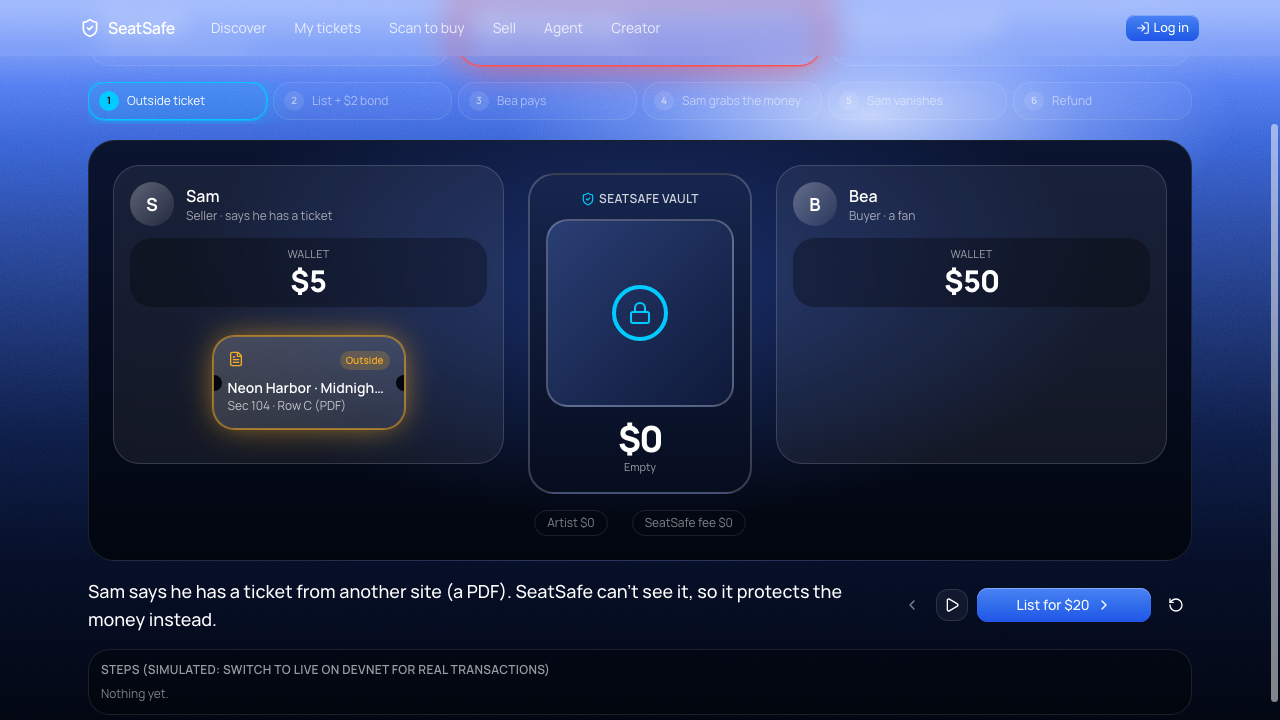 SeatSafe
Discover
My tickets
Scan to buy
Sell
Agent
Creator
Log in
1 Outside ticket
2 List + $2 bond
3 Bea pays
4 Sam grabs the money
5 Sam vanishes
6 Refund
S
Sam
Seller · says he has a ticket
WALLET
$5
Outside
Neon Harbor · Midnigh...
Sec 104 · Row C (PDF)
SEATSAFE VAULT
$0
Empty
B
Bea
Buyer · a fan
WALLET
$50
Artist $0
SeatSafe fee $0
Sam says he has a ticket from another site (a PDF). SeatSafe can't see it, so it protects the
money instead.
List for $20
STEPS (SIMULATED: SWITCH TO LIVE ON DEVNET FOR REAL TRANSACTIONS)
Nothing yet.